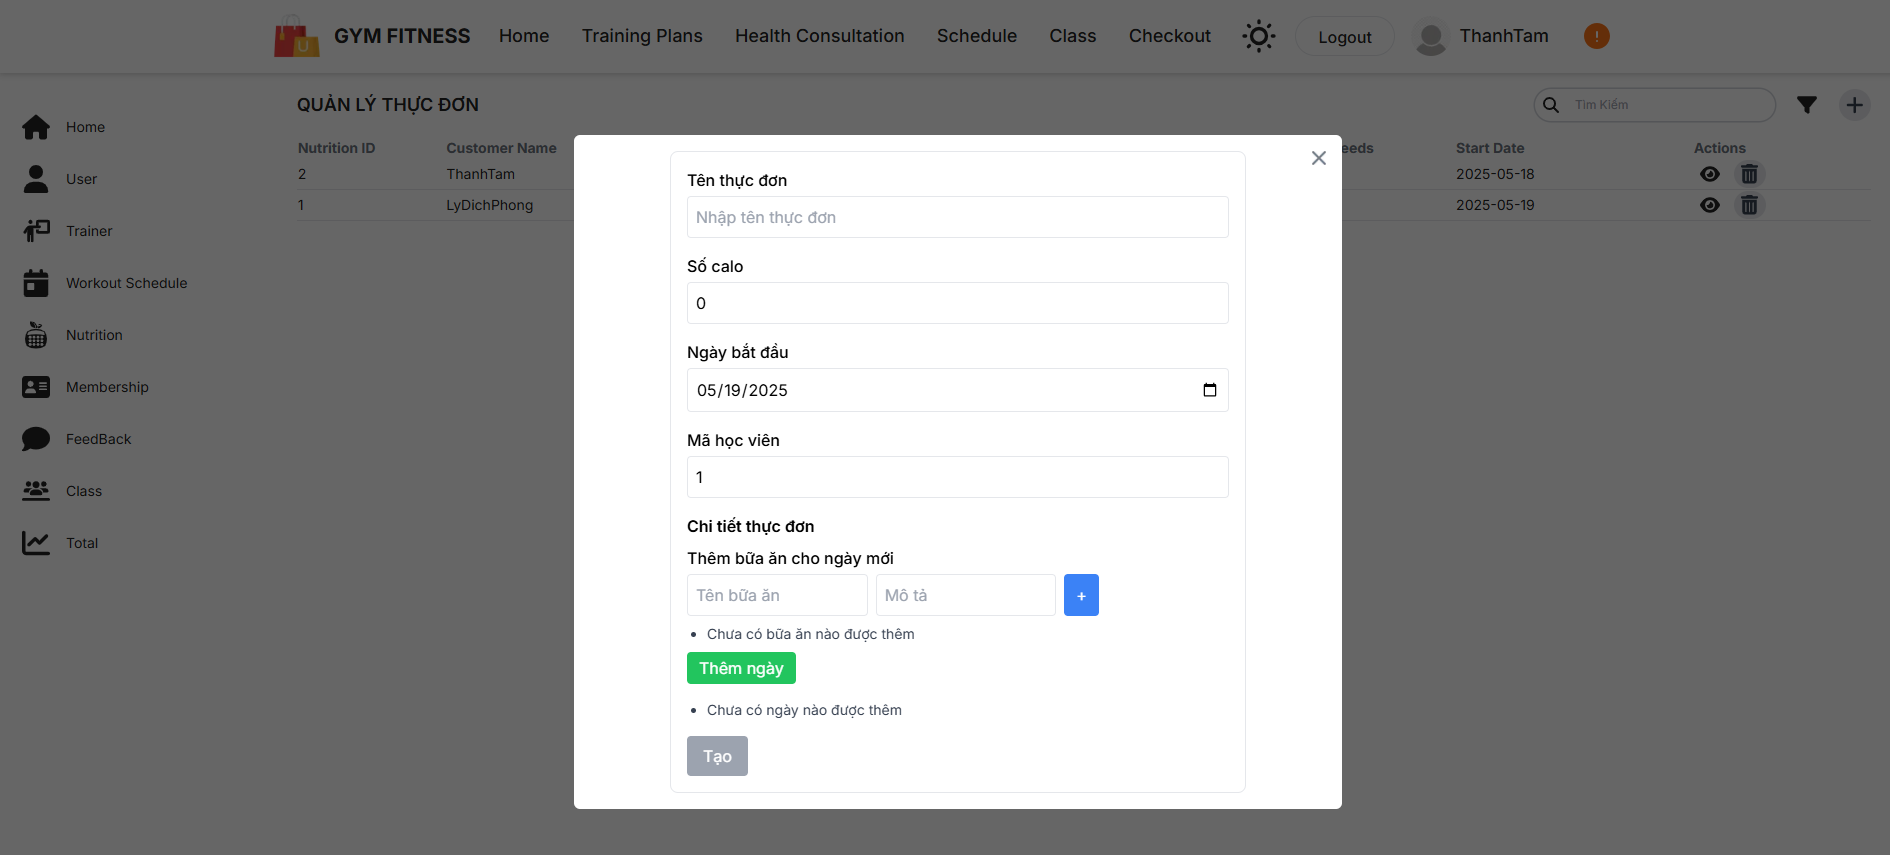 GYM FITNESS Home Training Plans Health Consultation Schedule Class Checkout Logout ThanhTam !
U
Home
User
Trainer
Workout Schedule
Nutrition
Membership
FeedBack
Class
Total
QUẢN LÝ THỰC ĐƠN
Tìm Kiếm
Nutrition ID Customer Name eeds Start Date Actions
2 ThanhTam 2025-05-18
1 LyDichPhong 2025-05-19
Tên thực đơn
Nhập tên thực đơn
Số calo
0
Ngày bắt đầu
05/19/2025
Mã học viên
1
Chi tiết thực đơn
Thêm bữa ăn cho ngày mới
Tên bữa ăn Mô tả +
Chưa có bữa ăn nào được thêm
Thêm ngày
Chưa có ngày nào được thêm
Tạo